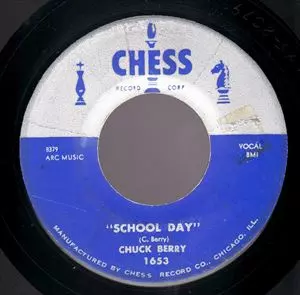 CHESS
RECORD CORP
8379
ARC MUSIC
VOCAL
BMI
"SCHOOL DAY"
(C. Berry)
CHUCK BERRY
1653
MANUFACTURED BY CHESS RECORD CO., CHICAGO, ILL.